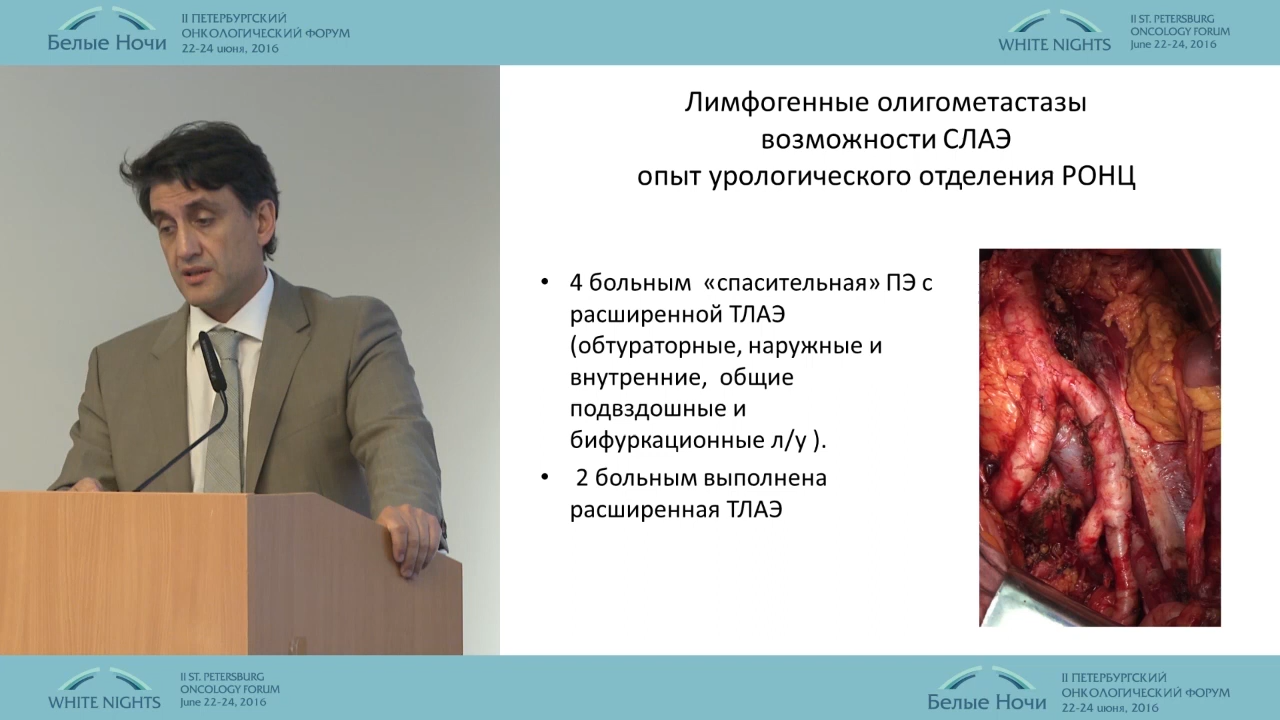 Белые Ночи
II ПЕТЕРБУРГСКИЙ
ОНКОЛОГИЧЕСКИЙ ФОРУМ
22-24 июня, 2016
WHITE NIGHTS
II ST. PETERSBURG
ONCOLOGY FORUM
June 22-24, 2016
Лимфогенные олигометастазы
возможности СЛАЭ
опыт урологического отделения РОНЦ
• 4 больным «спасительная» ПЭ с
расширенной ТЛАЭ
(обтураторные, наружные и
внутренние, общие
подвздошные и
бифуркационные л/у ).
• 2 больным выполнена
расширенная ТЛАЭ
WHITE NIGHTS
II ST. PETERSBURG
ONCOLOGY FORUM
June 22-24, 2016
Белые Ночи
II ПЕТЕРБУРГСКИЙ
ОНКОЛОГИЧЕСКИЙ ФОРУМ
22-24 июня, 2016